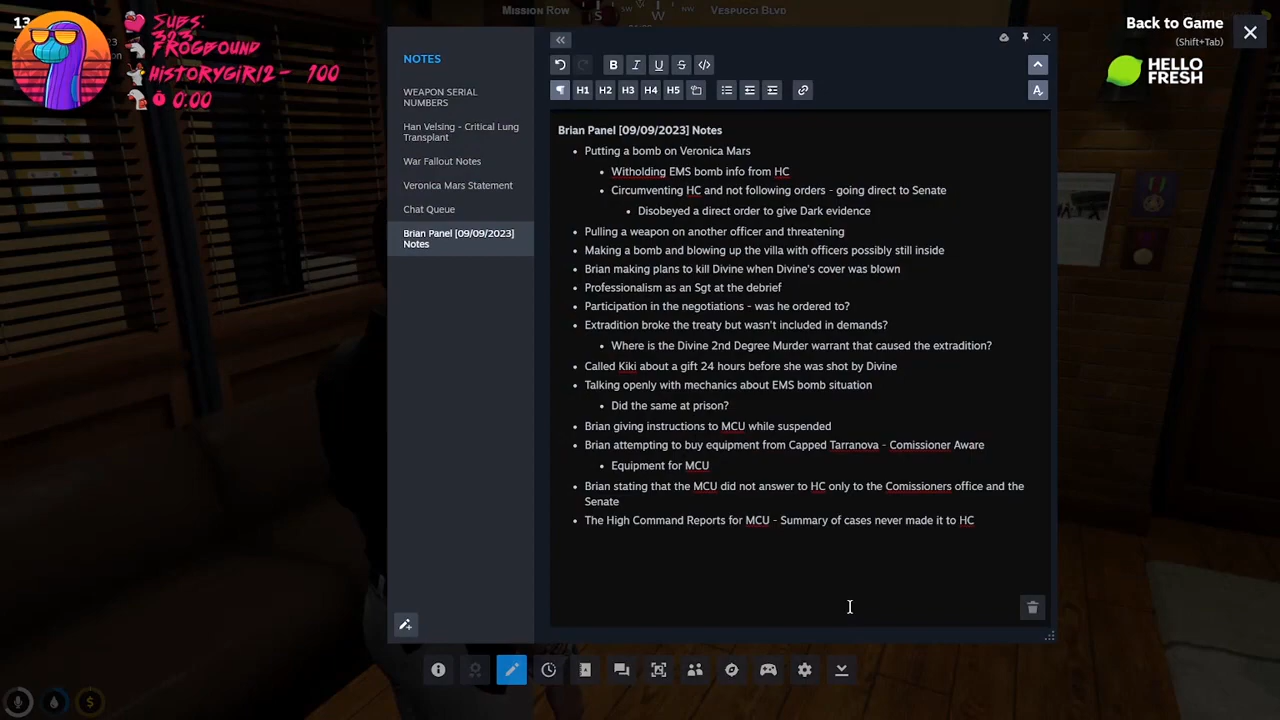 Mission Row
S
SW
W
Vespucci Blvd
13
Subs:
323
FROGBOUND
HISTORYGIRL2 - 100
0:00
Back to Game
(Shift+Tab)
HELLO
FRESH
NOTES
WEAPON SERIAL
NUMBERS
Han Velsing - Critical Lung
Transplant
War Fallout Notes
Veronica Mars Statement
Chat Queue
Brian Panel [09/09/2023]
Notes
B I U S </>
¶ H1 H2 H3 H4 H5
Brian Panel [09/09/2023] Notes
Putting a bomb on Veronica Mars
Witholding EMS bomb info from HC
Circumventing HC and not following orders - going direct to Senate
Disobeyed a direct order to give Dark evidence
Pulling a weapon on another officer and threatening
Making a bomb and blowing up the villa with officers possibly still inside
Brian making plans to kill Divine when Divine's cover was blown
Professionalism as an Sgt at the debrief
Participation in the negotiations - was he ordered to?
Extradition broke the treaty but wasn't included in demands?
Where is the Divine 2nd Degree Murder warrant that caused the extradition?
Called Kiki about a gift 24 hours before she was shot by Divine
Talking openly with mechanics about EMS bomb situation
Did the same at prison?
Brian giving instructions to MCU while suspended
Brian attempting to buy equipment from Capped Tarranova - Comissioner Aware
Equipment for MCU
Brian stating that the MCU did not answer to HC only to the Comissioners office and the
Senate
The High Command Reports for MCU - Summary of cases never made it to HC